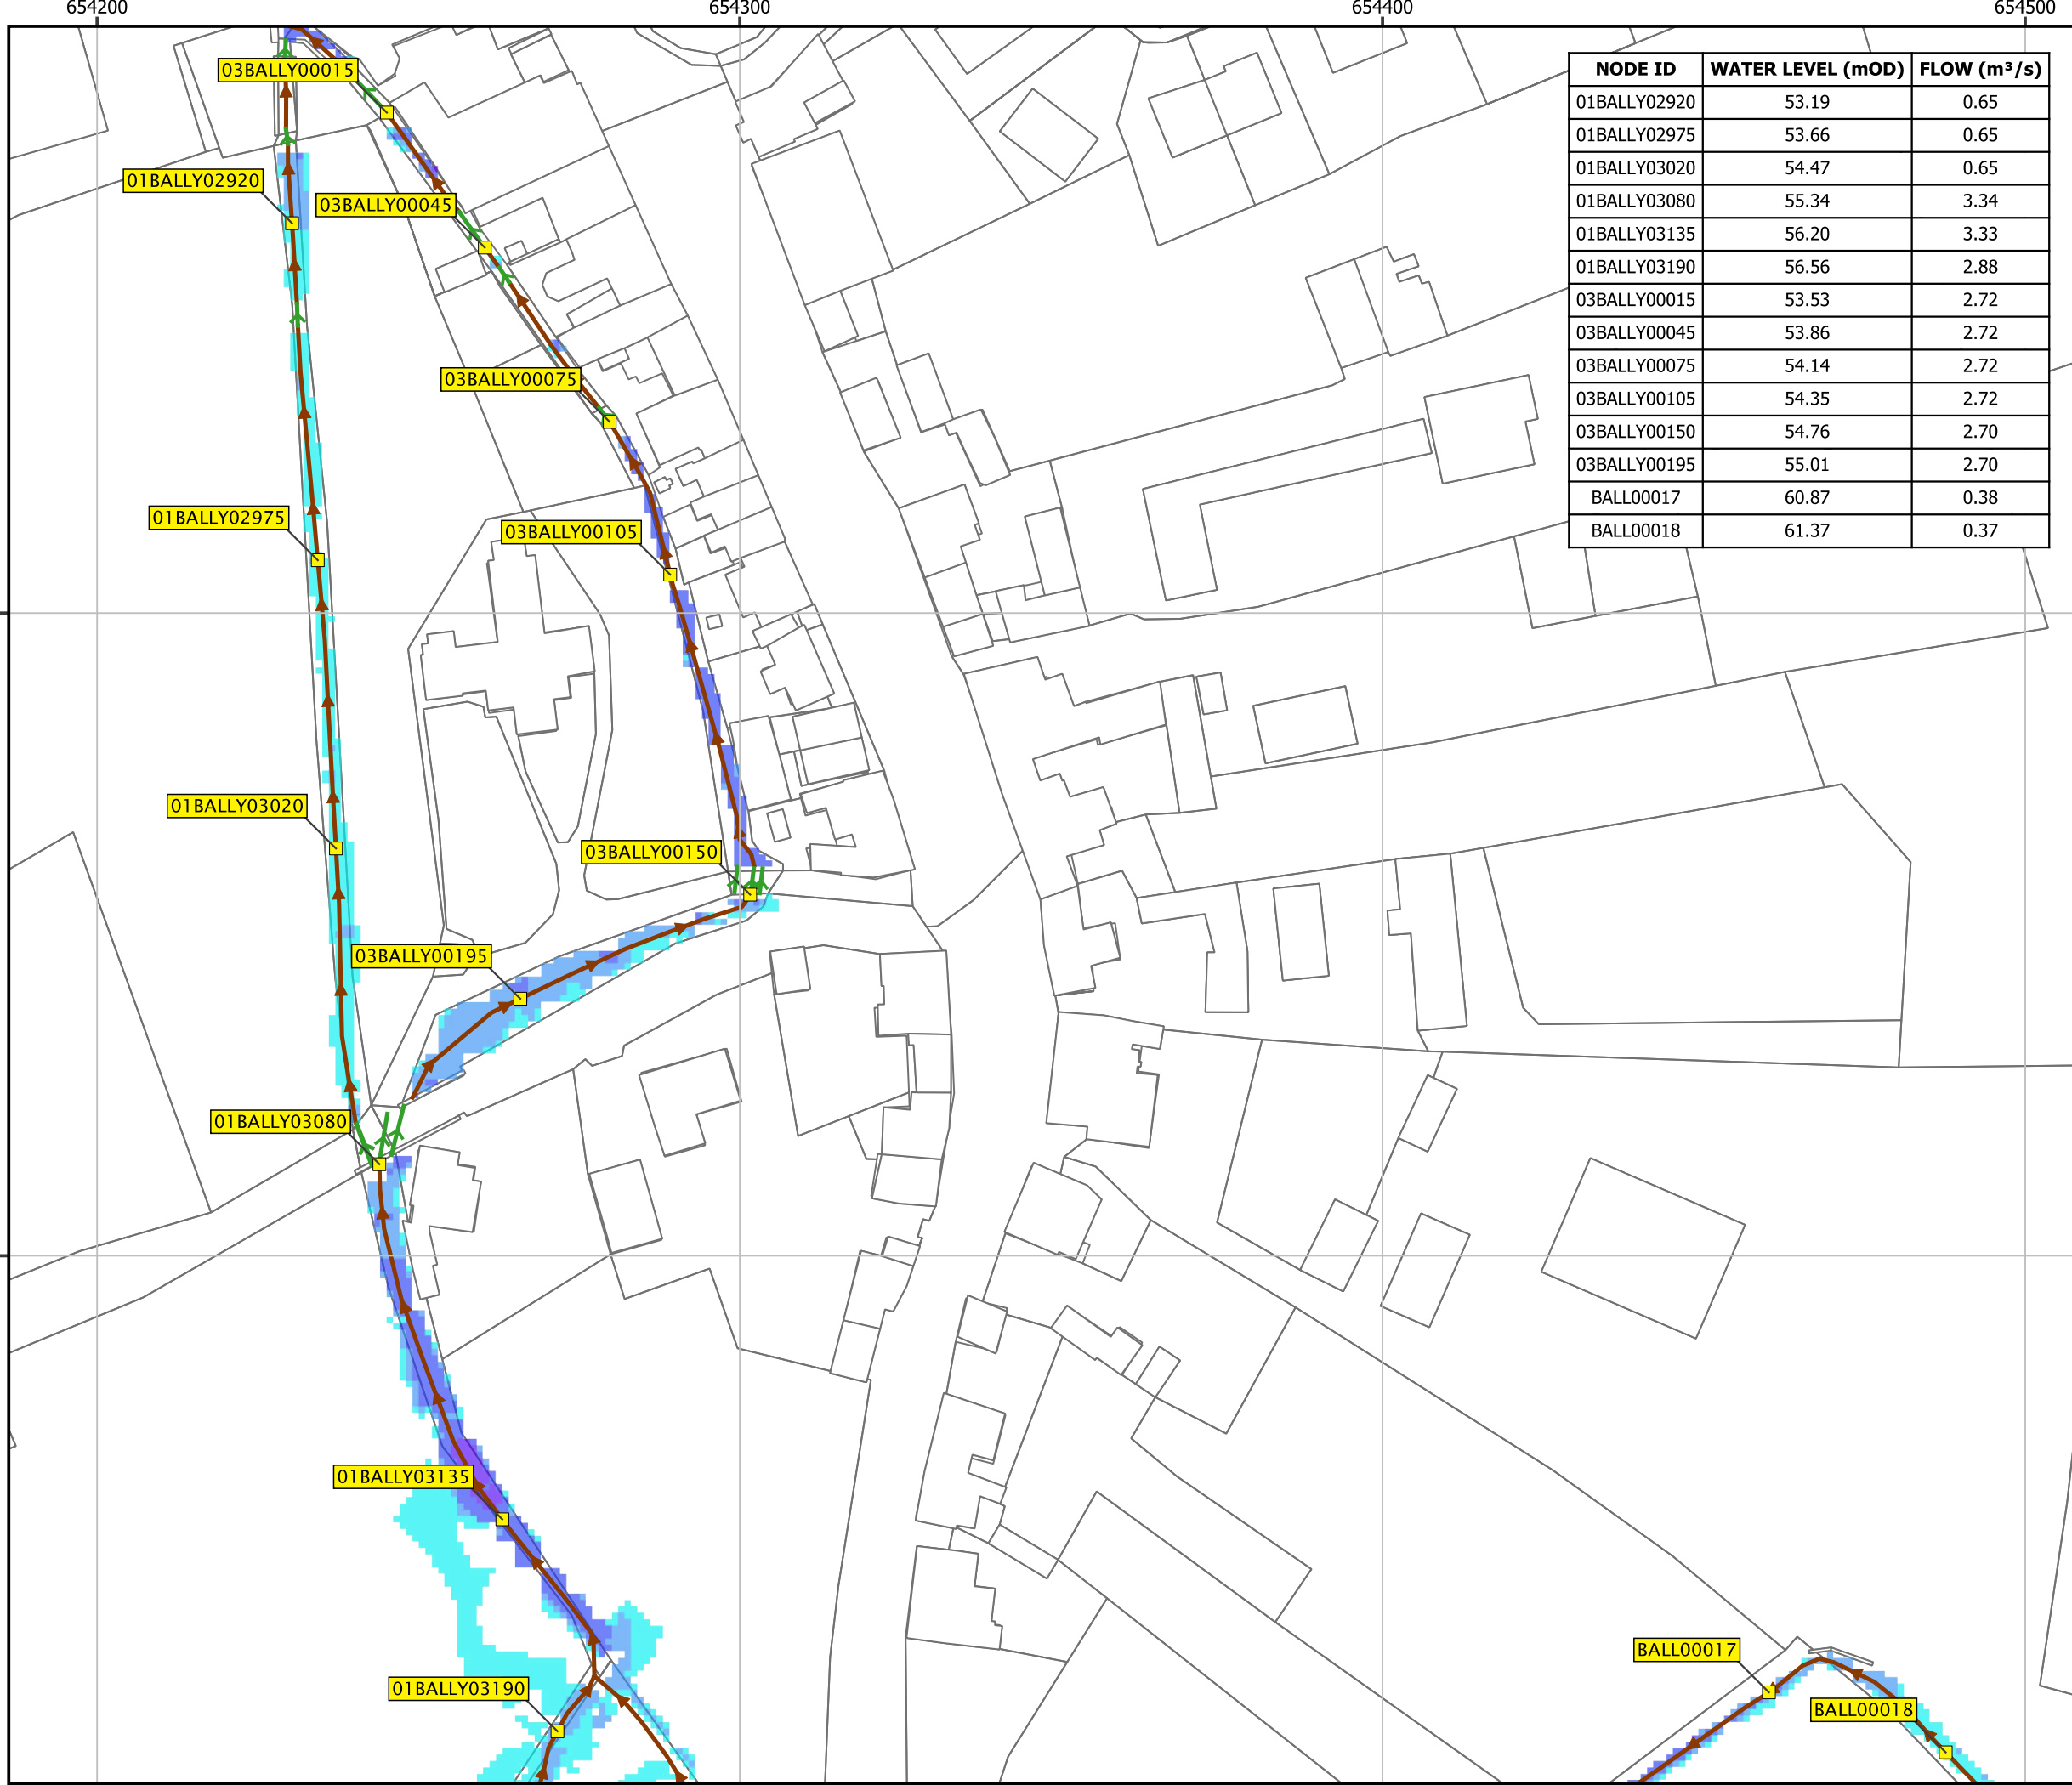 654200 654300 654400 654500
NODE ID WATER LEVEL (mOD) FLOW (m³/s)
01BALLY02920 53.19 0.65
01BALLY02975 53.66 0.65
01BALLY03020 54.47 0.65
01BALLY03080 55.34 3.34
01BALLY03135 56.20 3.33
01BALLY03190 56.56 2.88
03BALLY00015 53.53 2.72
03BALLY00045 53.86 2.72
03BALLY00075 54.14 2.72
03BALLY00105 54.35 2.72
03BALLY00150 54.76 2.70
03BALLY00195 55.01 2.70
BALL00017 60.87 0.38
BALL00018 61.37 0.37
03BALLY00015
01BALLY02920
03BALLY00045
03BALLY00075
01BALLY02975
03BALLY00105
01BALLY03020
03BALLY00150
03BALLY00195
01BALLY03080
01BALLY03135
BALL00017
01BALLY03190
BALL00018